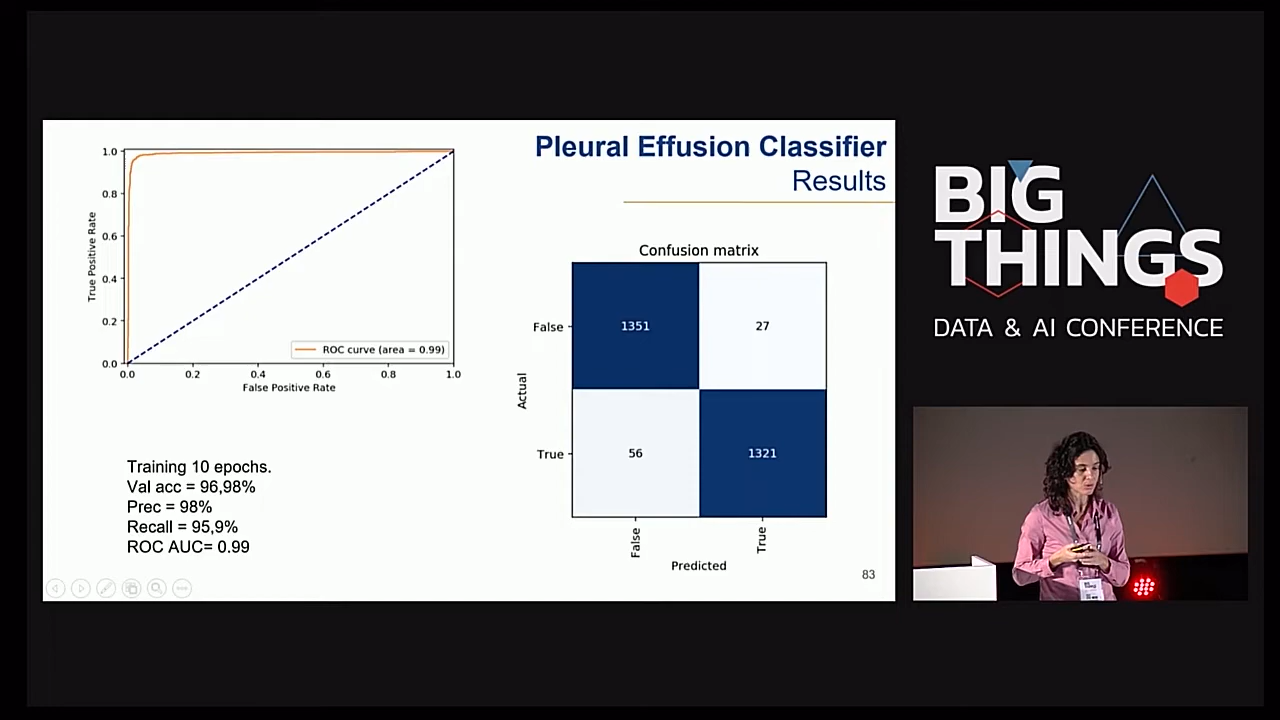 Pleural Effusion Classifier
Results
1.0
0.8
0.6
0.4
0.2
0.0
True Positive Rate
ROC curve (area = 0.99)
0.0 0.2 0.4 0.6 0.8 1.0
False Positive Rate
Training 10 epochs.
Val acc = 96,98%
Prec = 98%
Recall = 95,9%
ROC AUC= 0.99
Confusion matrix
Actual
False 1351 27
True 56 1321
False True
Predicted
83
BIG
THINGS
DATA & AI CONFERENCE
BIG
THINGS